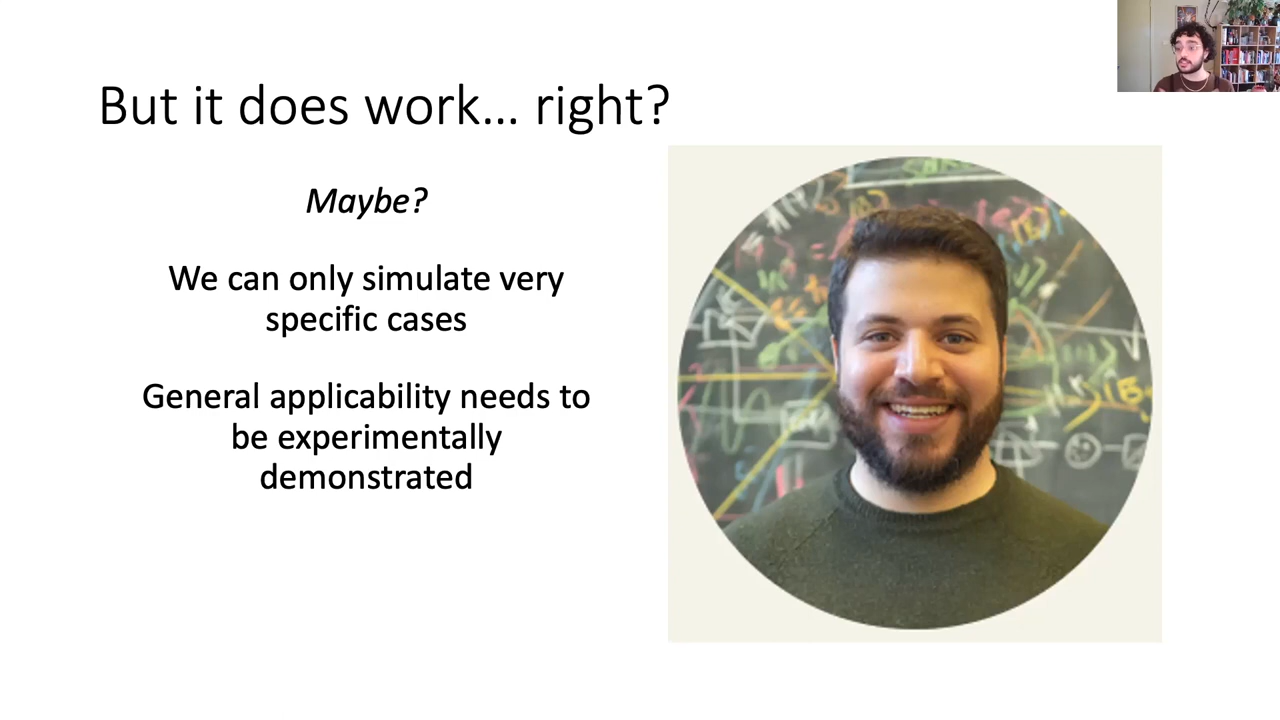 But it does work… right?
Maybe?
We can only simulate very
specific cases
General applicability needs to
be experimentally
demonstrated